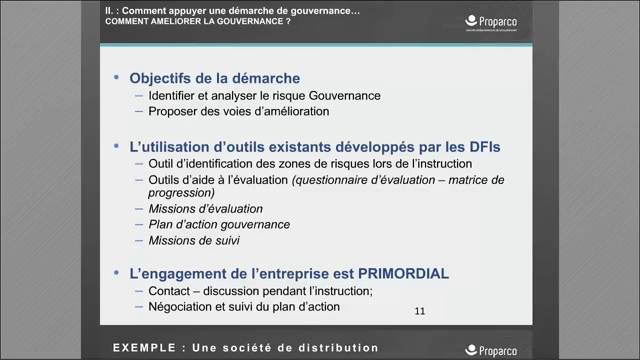 II. : Comment appuyer une démarche de gouvernance…
COMMENT AMELIORER LA GOUVERNANCE ?
Proparco
• Objectifs de la démarche
– Identifier et analyser le risque Gouvernance
– Proposer des voies d'amélioration
• L'utilisation d'outils existants développés par les DFIs
– Outil d'identification des zones de risques lors de l'instruction
– Outils d'aide à l'évaluation (questionnaire d'évaluation – matrice de
progression)
– Missions d'évaluation
– Plan d'action gouvernance
– Missions de suivi
• L'engagement de l'entreprise est PRIMORDIAL
– Contact – discussion pendant l'instruction;
– Négociation et suivi du plan d'action
11
EXEMPLE : Une société de distribution
Proparco